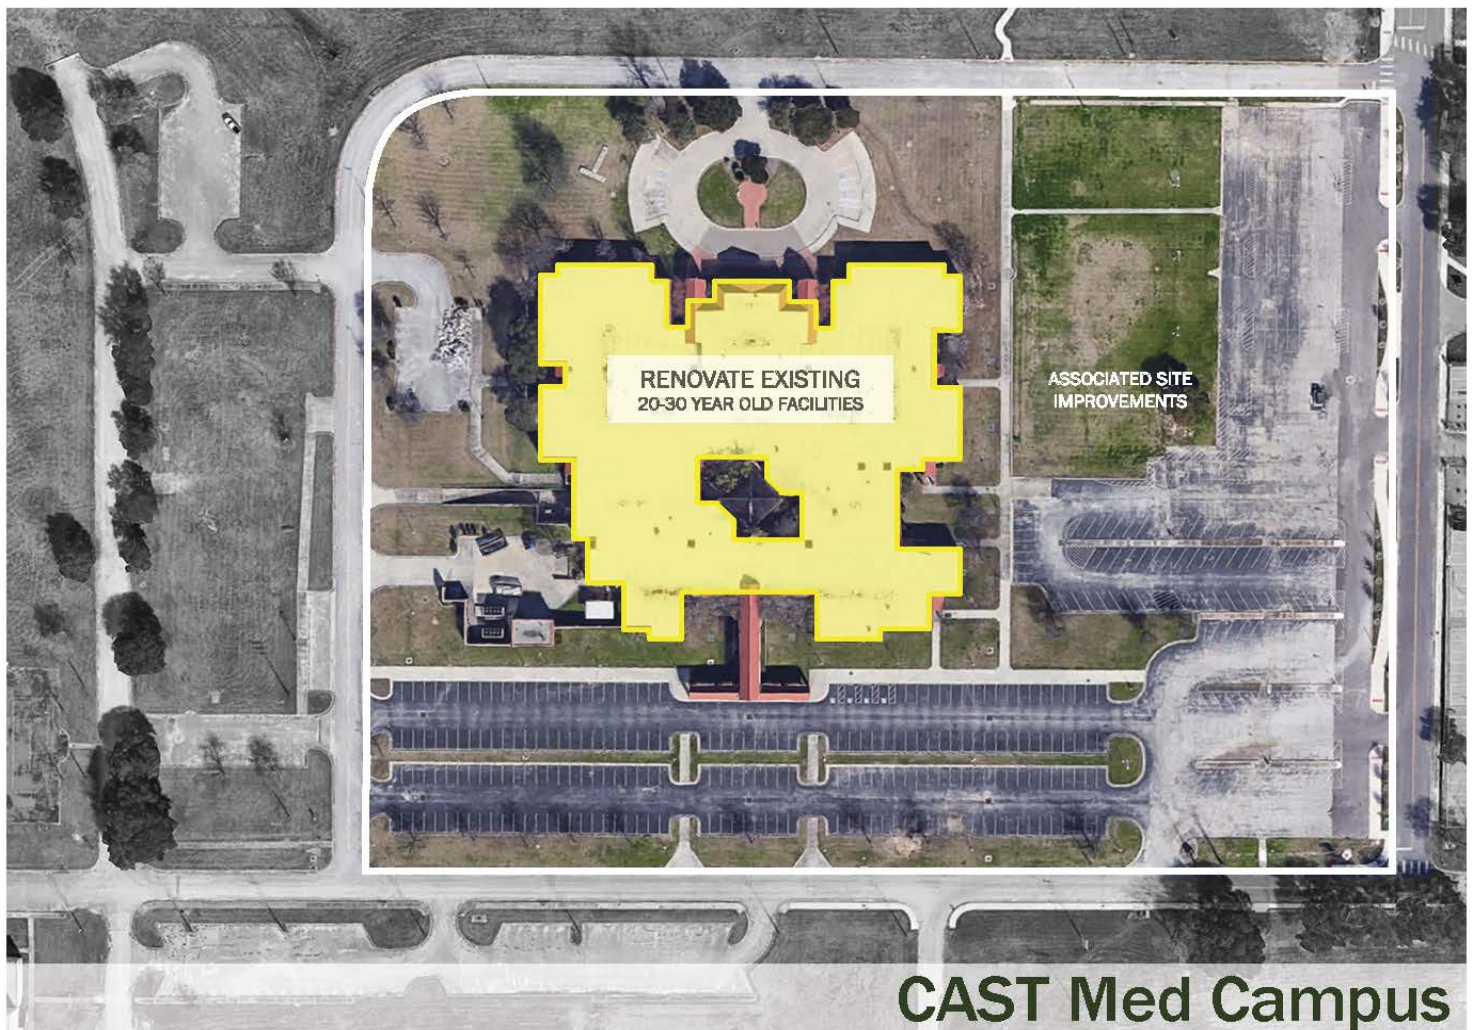 RENOVATE EXISTING
20-30 YEAR OLD FACILITIES
ASSOCIATED SITE
IMPROVEMENTS
CAST Med Campus